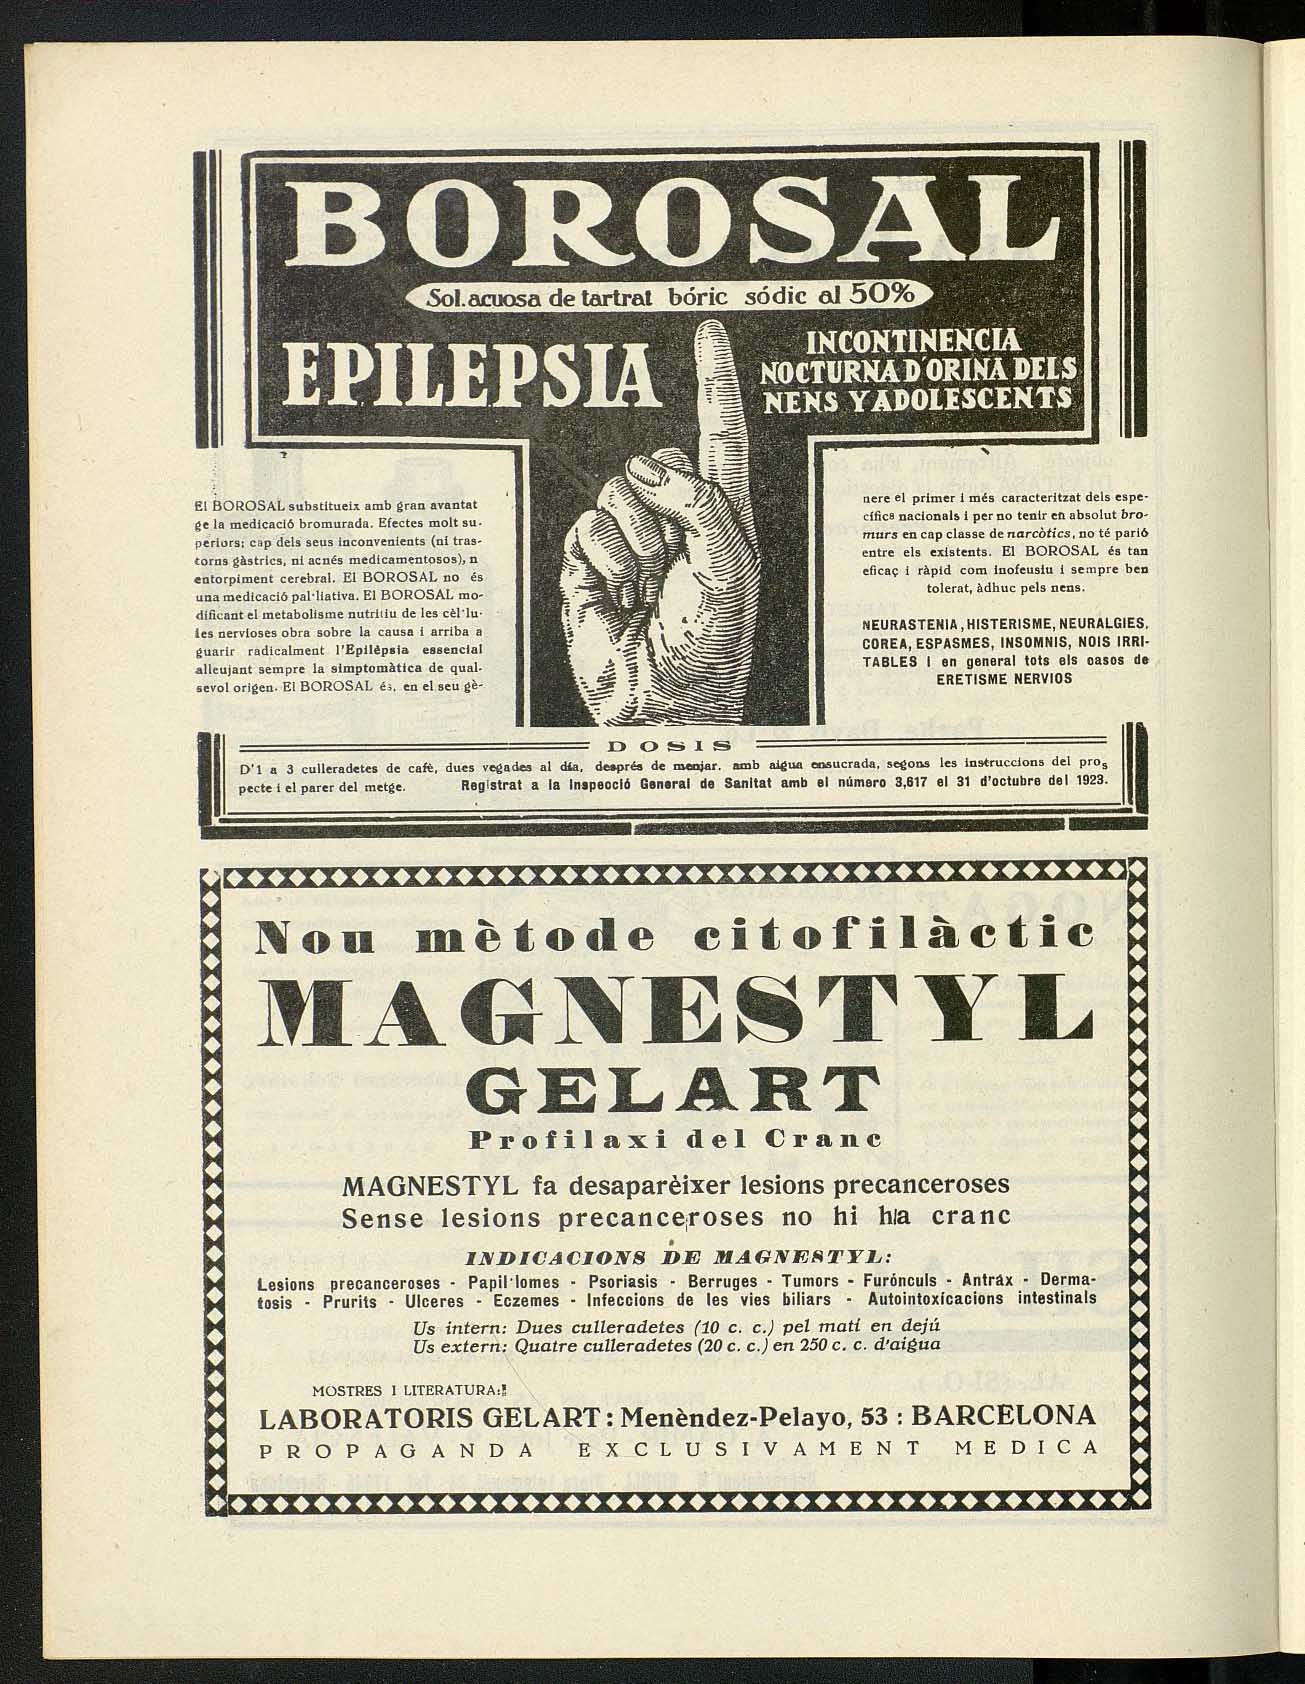 BOROSAL
Sol. acuosa de tartrat bóric sódic al 50%
EPILEPSIA
INCONTINENCIA
NOCTURNA D'ORINA DELS
NENS Y ADOLESCENTS
El BOROSAL substitueix amb gran avantat
ge la medicació bromurada. Efectes molt su-
periors; cap dels seus inconvenients (ni tras-
torns gàstrics, ni acnés medicamentosos), n
entorpiment cerebral. El BOROSAL no és
una medicació pal·liativa. El BOROSAL mo-
dificant el metabolisme nutritiu de les cèl·lu-
les nervioses obra sobre la causa i arriba a
guarir radicalment l'Epilèpsia essencial
alleujant sempre la simptomàtica de qual-
sevol origen. El BOROSAL és, en el seu gè-
nere el primer i més caracteritzat dels espe-
cífics nacionals i per no tenir en absolut bro-
murs en cap classe de narcòtics, no té parió
entre els existents. El BOROSAL és tan
eficaç i ràpid com inofensiu i sempre ben
tolerat, àdhuc pels nens.
NEURASTENIA, HISTERISME, NEURÀLGIES,
COREA, ESPASMES, INSOMNIS, NOIS IRRI-
TABLES i en general tots els casos de
ERETISME NERVIOS
DOSIS
D'1 a 3 culleradetes de cafè, dues vegades al día, després de menjar, amb aigua ensucrada, segons les instruccions del pros
pecte i el parer del metge. Registrat a la Inspecció General de Sanitat amb el número 3,617 el 31 d'octubre del 1923.
Nou mètode citofilàctic
MAGNESTYL
GELART
Profilaxi del Cranc
MAGNESTYL fa desaparèixer lesions precanceroses
Sense lesions precanceroses no hi ha cranc
INDICACIONS DE MAGNESTYL:
Lesions precanceroses - Papil·lomes - Psoriasis - Berruges - Tumors - Furónculs - Antràx - Derma-
tosis - Prurits - Ulceres - Eczemes - Infeccions de les vies biliars - Autointoxicacions intestinals
Us intern: Dues culleradetes (10 c. c.) pel matí en dejú
Us extern: Quatre culleradetes (20 c. c.) en 250 c. c. d'aigua
MOSTRES I LITERATURA:
LABORATORIS GELART : Menèndez-Pelayo, 53 : BARCELONA
PROPAGANDA EXCLUSIVAMENT MEDICA